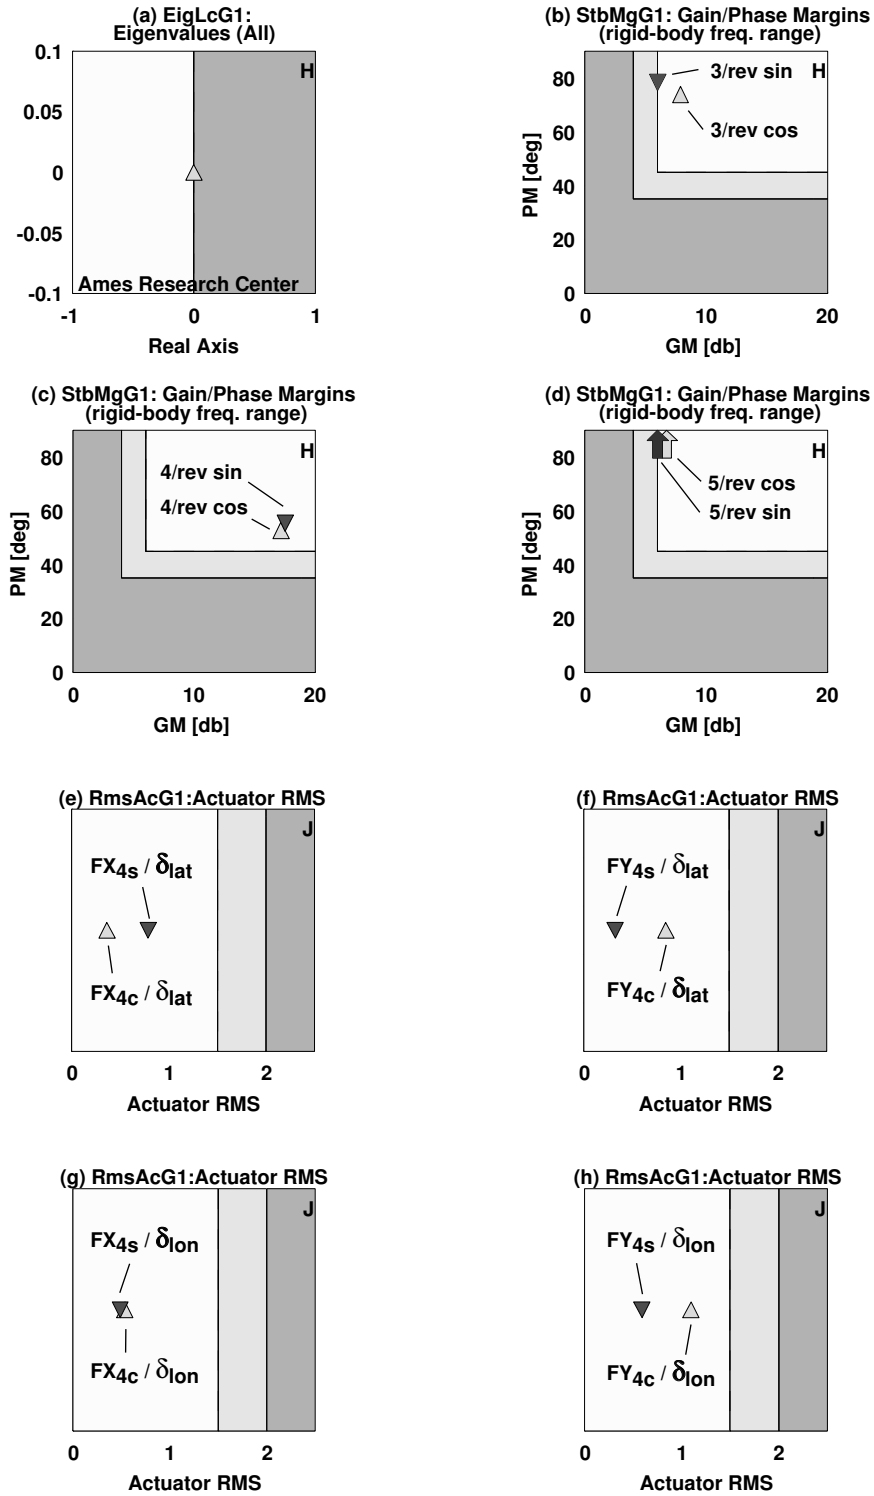 (a) EigLcG1:
Eigenvalues (All)
0.1
H
0.05
0
-0.05
Ames Research Center
-0.1
-1 0 1
Real Axis
(b) StbMgG1: Gain/Phase Margins
(rigid-body freq. range)
80
3/rev sin H
60
3/rev cos
PM [deg]
40
20
0
0 10 20
GM [db]
(c) StbMgG1: Gain/Phase Margins
(rigid-body freq. range)
80
H
4/rev sin
60
4/rev cos
PM [deg]
40
20
0
0 10 20
GM [db]
(d) StbMgG1: Gain/Phase Margins
(rigid-body freq. range)
80
H
5/rev cos
60
5/rev sin
PM [deg]
40
20
0
0 10 20
GM [db]
(e) RmsAcG1:Actuator RMS
J
FX4s / δlat
FX4c / δlat
0 1 2
Actuator RMS
(f) RmsAcG1:Actuator RMS
J
FY4s / δlat
FY4c / δlat
0 1 2
Actuator RMS
(g) RmsAcG1:Actuator RMS
J
FX4s / δlon
FX4c / δlon
0 1 2
Actuator RMS
(h) RmsAcG1:Actuator RMS
J
FY4s / δlon
FY4c / δlon
0 1 2
Actuator RMS